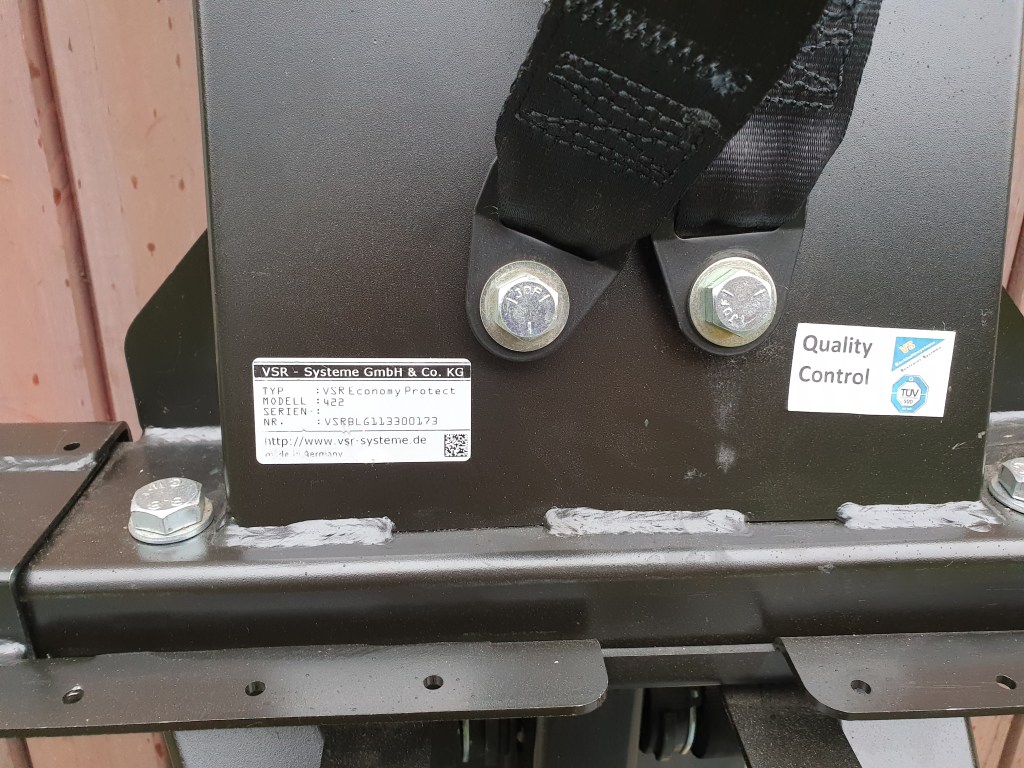 VSR - Systeme GmbH & Co. KG
TYP : VSR Economy Protect
MODELL : 422
SERIEN- :
NR. : VSRBLG113300173
http://www.vsr-systeme.de
made in Germany
Quality
Control
TÜV
SÜD